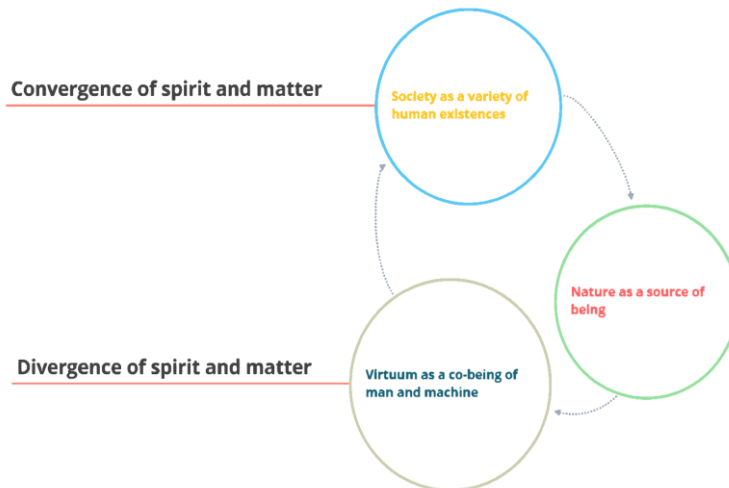 Convergence of spirit and matter
Society as a variety of
human existences
Nature as a source of
being
Divergence of spirit and matter
Virtuum as a co-being of
man and machine